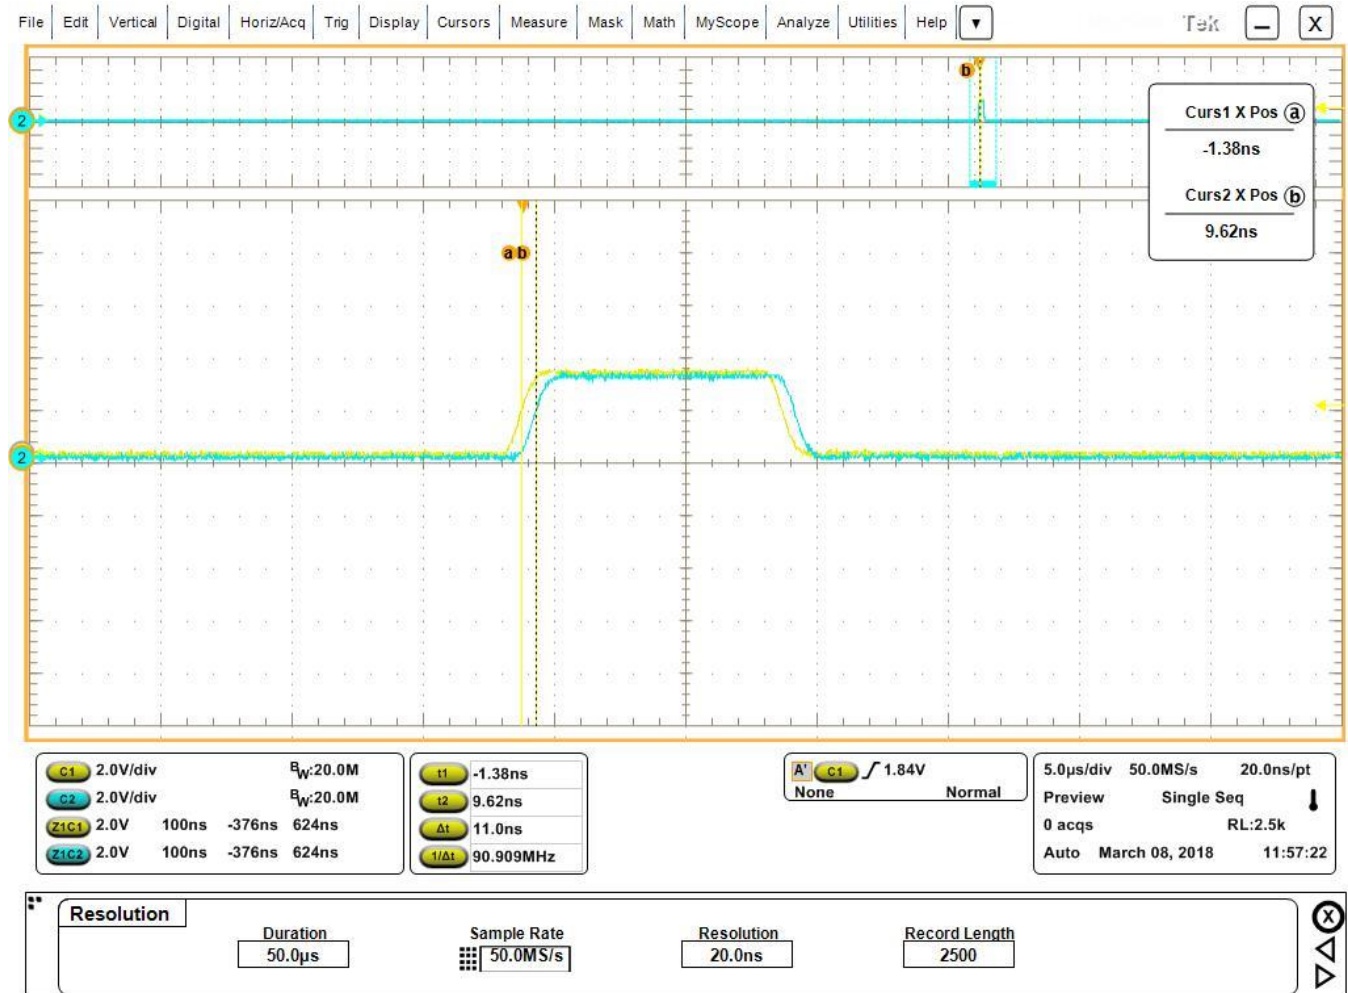 File Edit Vertical Digital Horiz/Acq Trig Display Cursors Measure Mask Math MyScope Analyze Utilities Help ▼ Tek X
b
2
Curs1 X Pos a
-1.38ns
Curs2 X Pos b
9.62ns
a b
2
C1 2.0V/div BW:20.0M
C2 2.0V/div BW:20.0M
Z1C1 2.0V 100ns -376ns 624ns
Z1C2 2.0V 100ns -376ns 624ns
t1 -1.38ns
t2 9.62ns
Δt 11.0ns
1/Δt 90.909MHz
A' C1 1.84V
None Normal
5.0µs/div 50.0MS/s 20.0ns/pt
Preview Single Seq
0 acqs RL:2.5k
Auto March 08, 2018 11:57:22
Resolution
Duration Sample Rate Resolution Record Length
50.0µs 50.0MS/s 20.0ns 2500
X